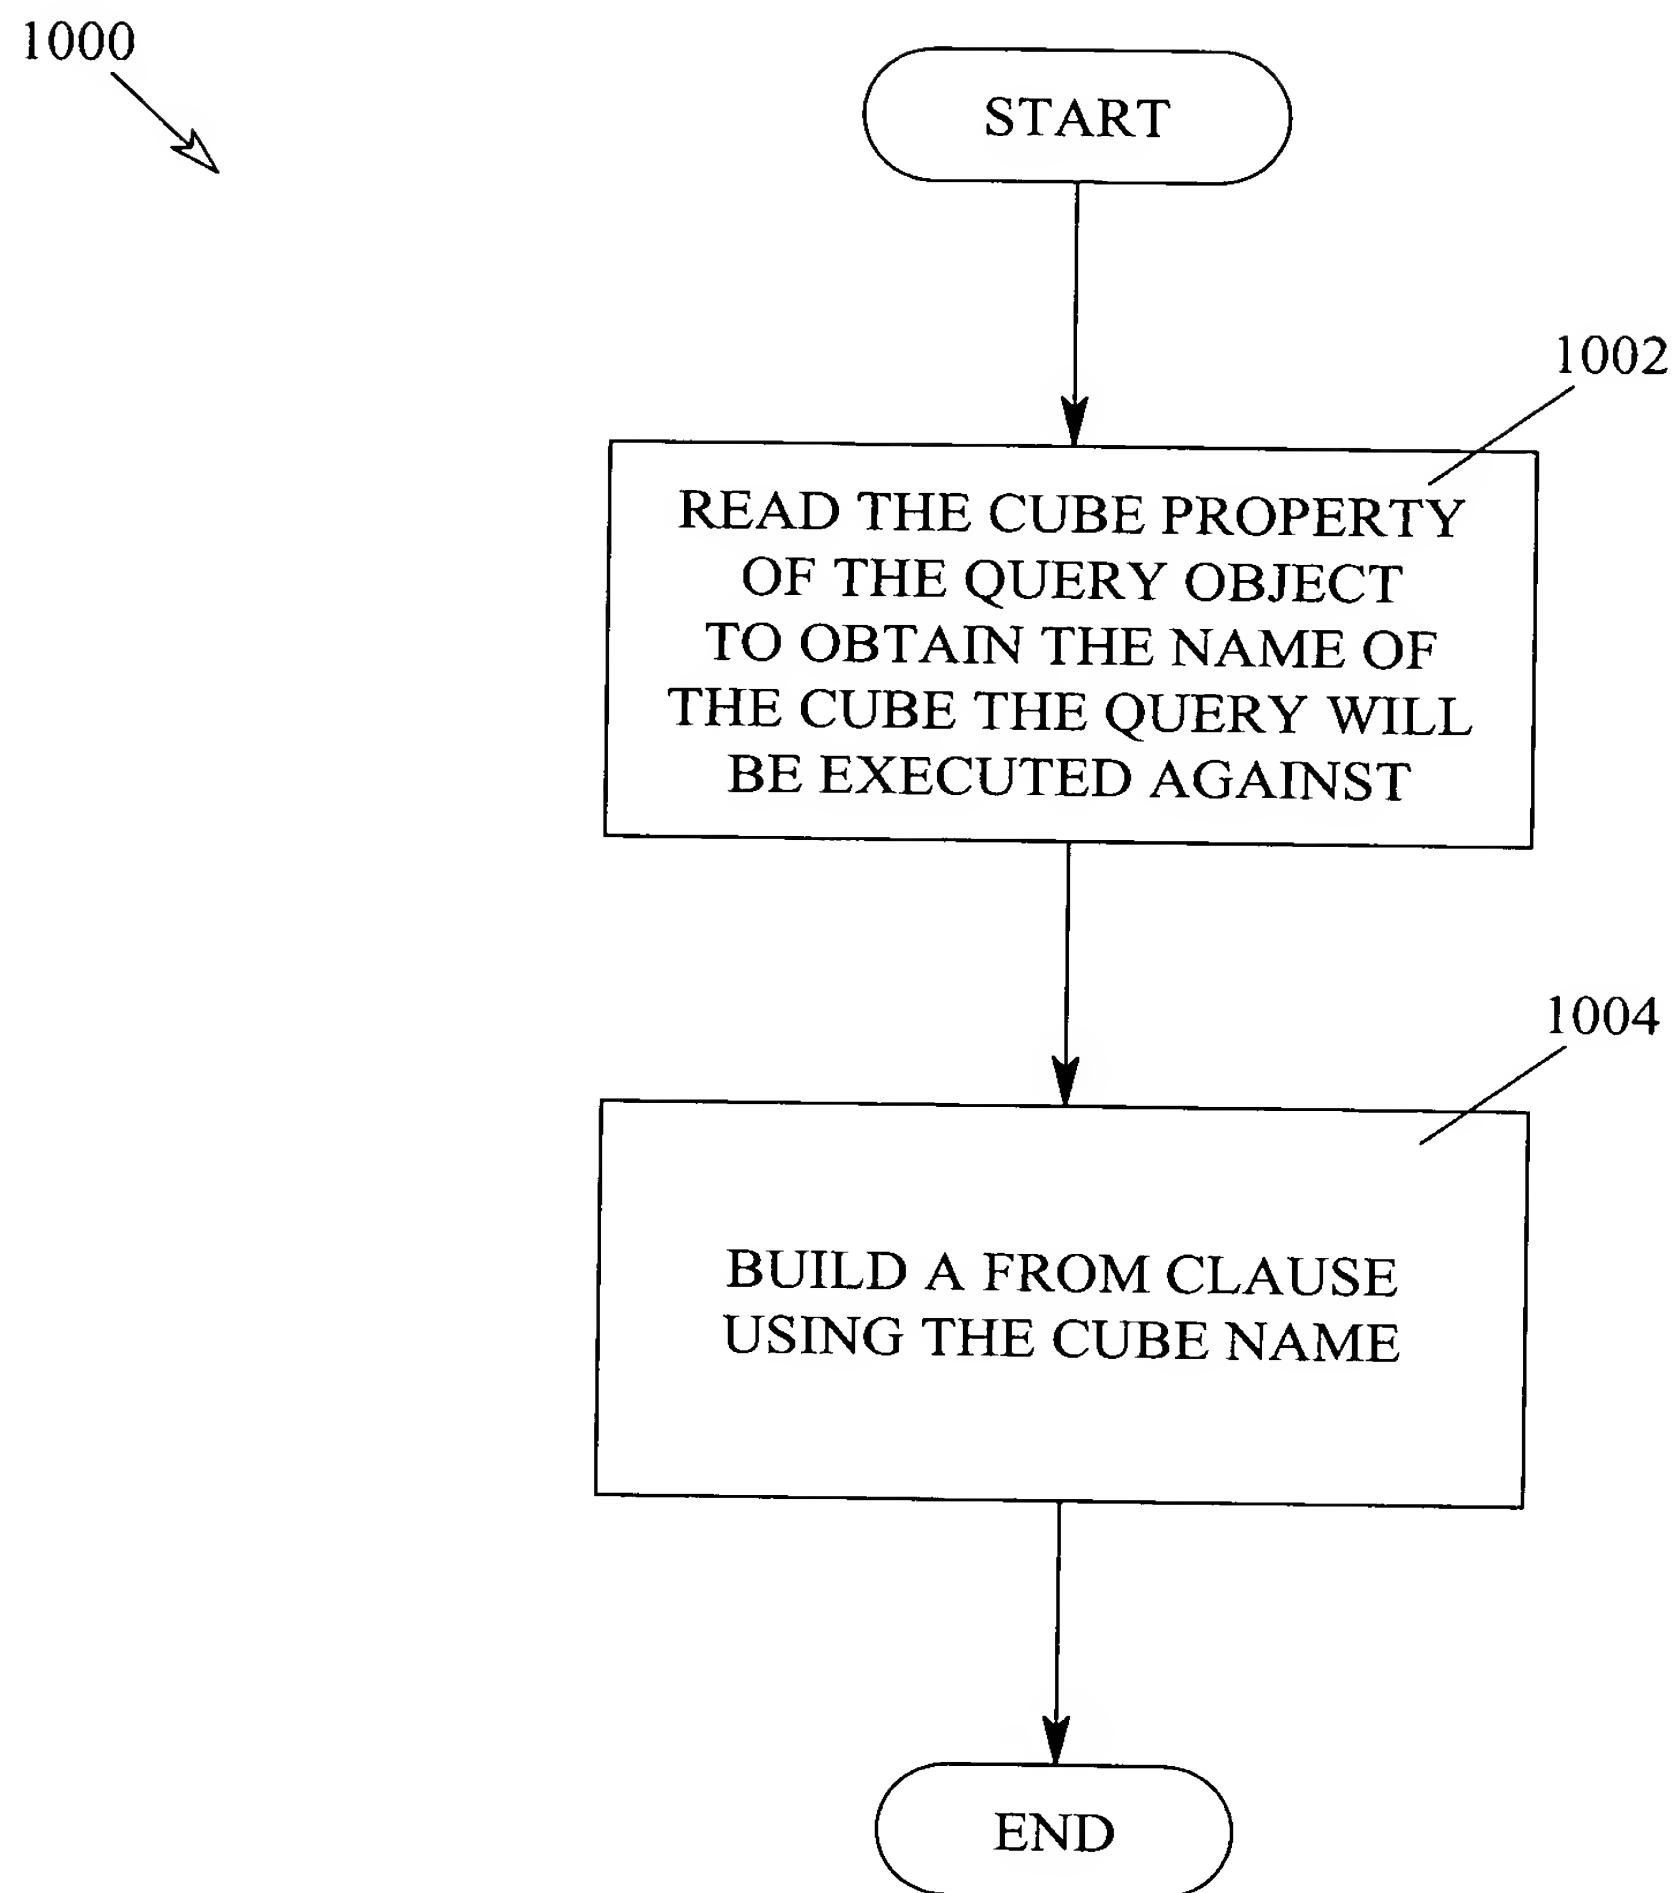 1000
START
1002
READ THE CUBE PROPERTY
OF THE QUERY OBJECT
TO OBTAIN THE NAME OF
THE CUBE THE QUERY WILL
BE EXECUTED AGAINST
1004
BUILD A FROM CLAUSE
USING THE CUBE NAME
END